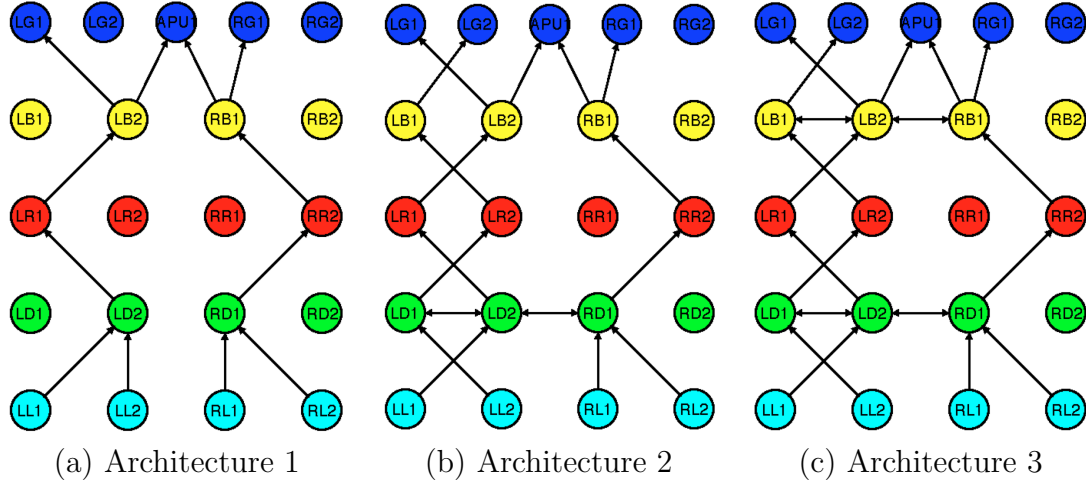 LG1 LG2 APU1 RG1 RG2 LG1 LG2 APU1 RG1 RG2 LG1 LG2 APU1 RG1 RG2
LB1 LB2 RB1 RB2 LB1 LB2 RB1 RB2 LB1 LB2 RB1 RB2
LR1 LR2 RR1 RR2 LR1 LR2 RR1 RR2 LR1 LR2 RR1 RR2
LD1 LD2 RD1 RD2 LD1 LD2 RD1 RD2 LD1 LD2 RD1 RD2
LL1 LL2 RL1 RL2 LL1 LL2 RL1 RL2 LL1 LL2 RL1 RL2
(a) Architecture 1 (b) Architecture 2 (c) Architecture 3